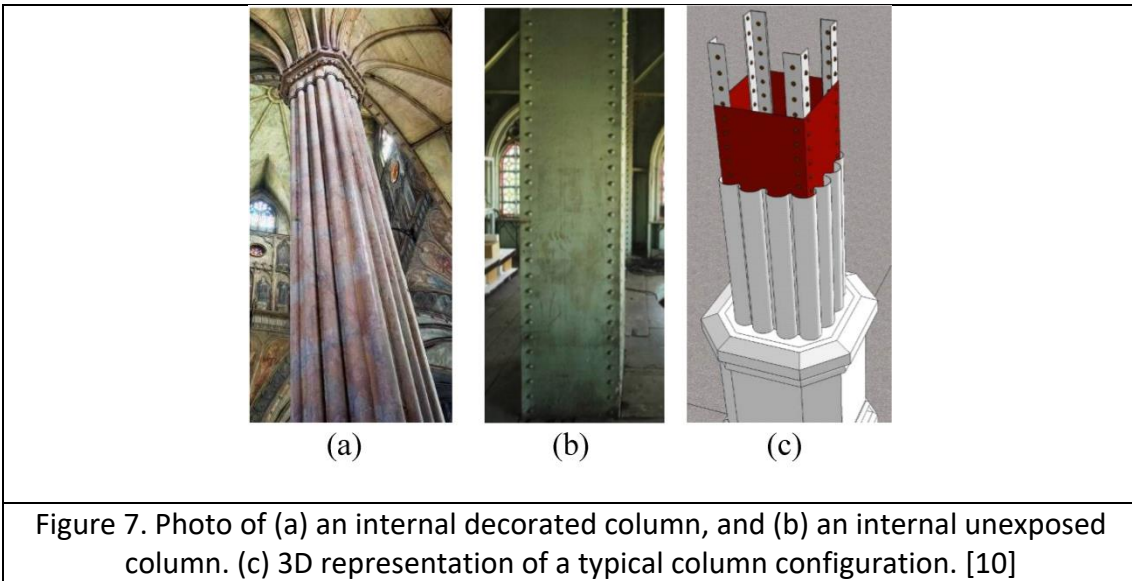 (a) (b) (c)
Figure 7. Photo of (a) an internal decorated column, and (b) an internal unexposed
column. (c) 3D representation of a typical column configuration. [10]